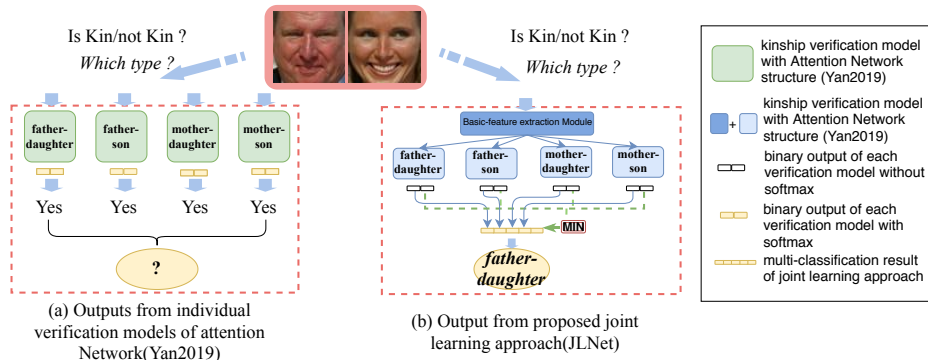 Is Kin/not Kin ?
Which type ?
father-
daughter
father-
son
mother-
daughter
mother-
son
Yes
Yes
Yes
Yes
?
(a) Outputs from individual
verification models of attention
Network(Yan2019)
Is Kin/not Kin ?
Which type ?
Basic-feature extraction Module
father-
daughter
father-
son
mother-
daughter
mother-
son
MIN
father-
daughter
(b) Output from proposed joint
learning approach(JLNet)
kinship verification model
with Attention Network
structure (Yan2019)
+
kinship verification model
with Attention Network
structure (Yan2019)
binary output of each
verification model without
softmax
binary output of each
verification model with
softmax
multi-classification result
of joint learning approach